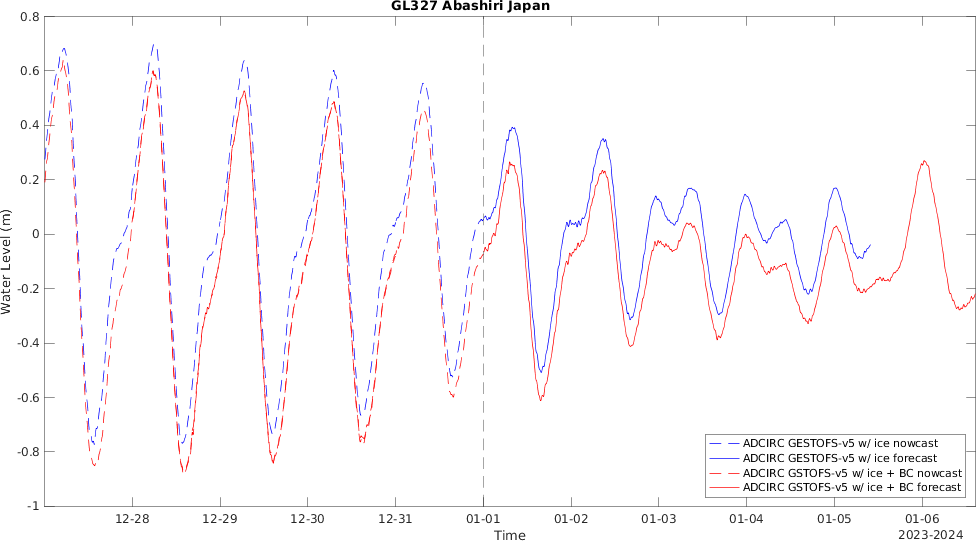 GL327 Abashiri Japan
0.8
0.6
0.4
0.2
0
-0.2
-0.4
-0.6
-0.8
-1
Water Level (m)
ADCIRC GESTOFS-v5 w/ ice nowcast
ADCIRC GESTOFS-v5 w/ ice forecast
ADCIRC GSTOFS-v5 w/ ice + BC nowcast
ADCIRC GSTOFS-v5 w/ ice + BC forecast
12-28 12-29 12-30 12-31 01-01 01-02 01-03 01-04 01-05 01-06
Time
2023-2024